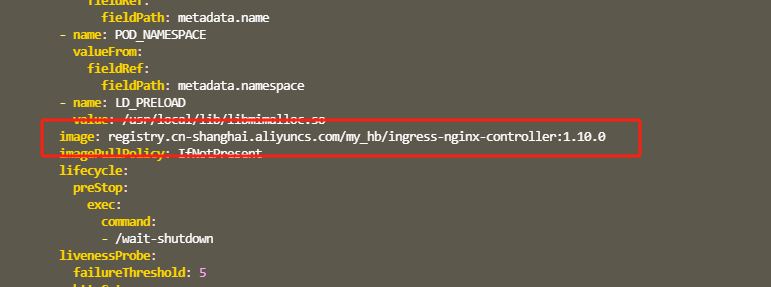 fieldRef:
fieldPath: metadata.name
- name: POD_NAMESPACE
valueFrom:
fieldRef:
fieldPath: metadata.namespace
- name: LD_PRELOAD
value: /usr/local/lib/libmimalloc.so
image: registry.cn-shanghai.aliyuncs.com/my_hb/ingress-nginx-controller:1.10.0
imagePullPolicy: IfNotPresent
lifecycle:
preStop:
exec:
command:
- /wait-shutdown
livenessProbe:
failureThreshold: 5